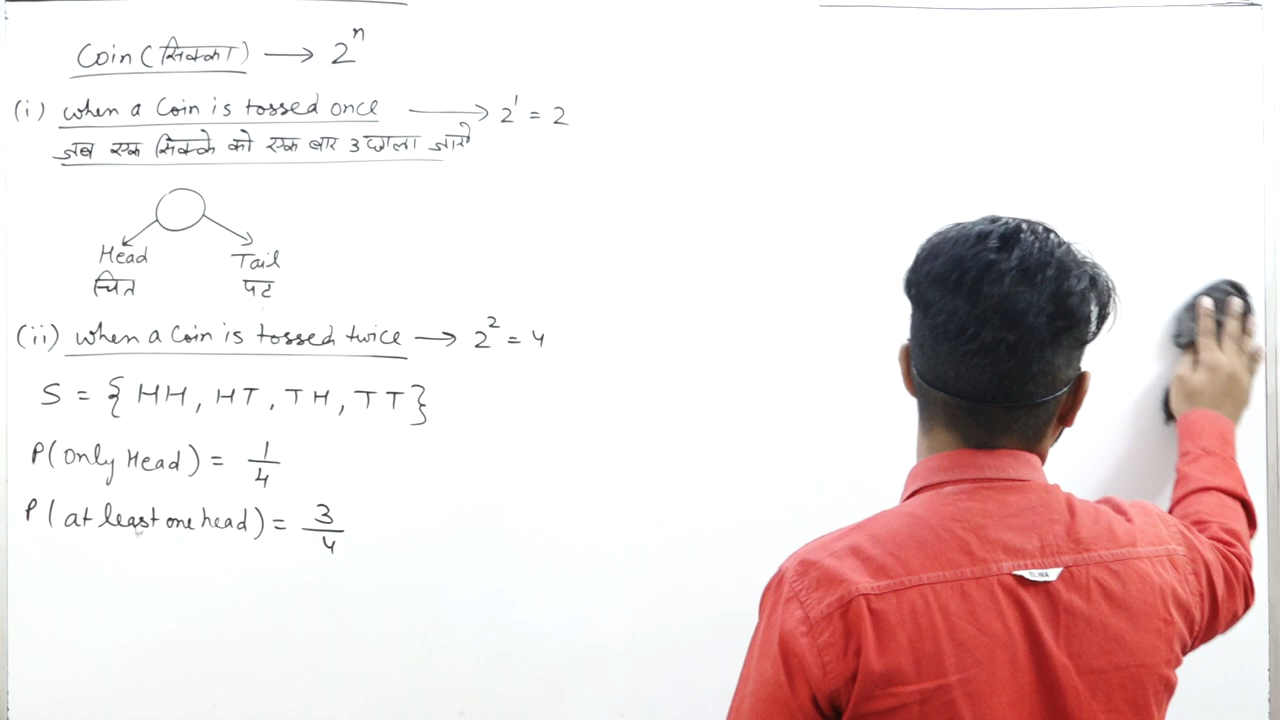 Coin (सिक्का) → 2ⁿ
(i) when a Coin is tossed once → 2¹ = 2
जब एक सिक्के को एक बार उछाला जाये
Head Tail
चित पट
(ii) when a Coin is tossed twice → 2² = 4
S = {HH, HT, TH, TT}
P(only Head) = 1/4
P(at least one head) = 3/4